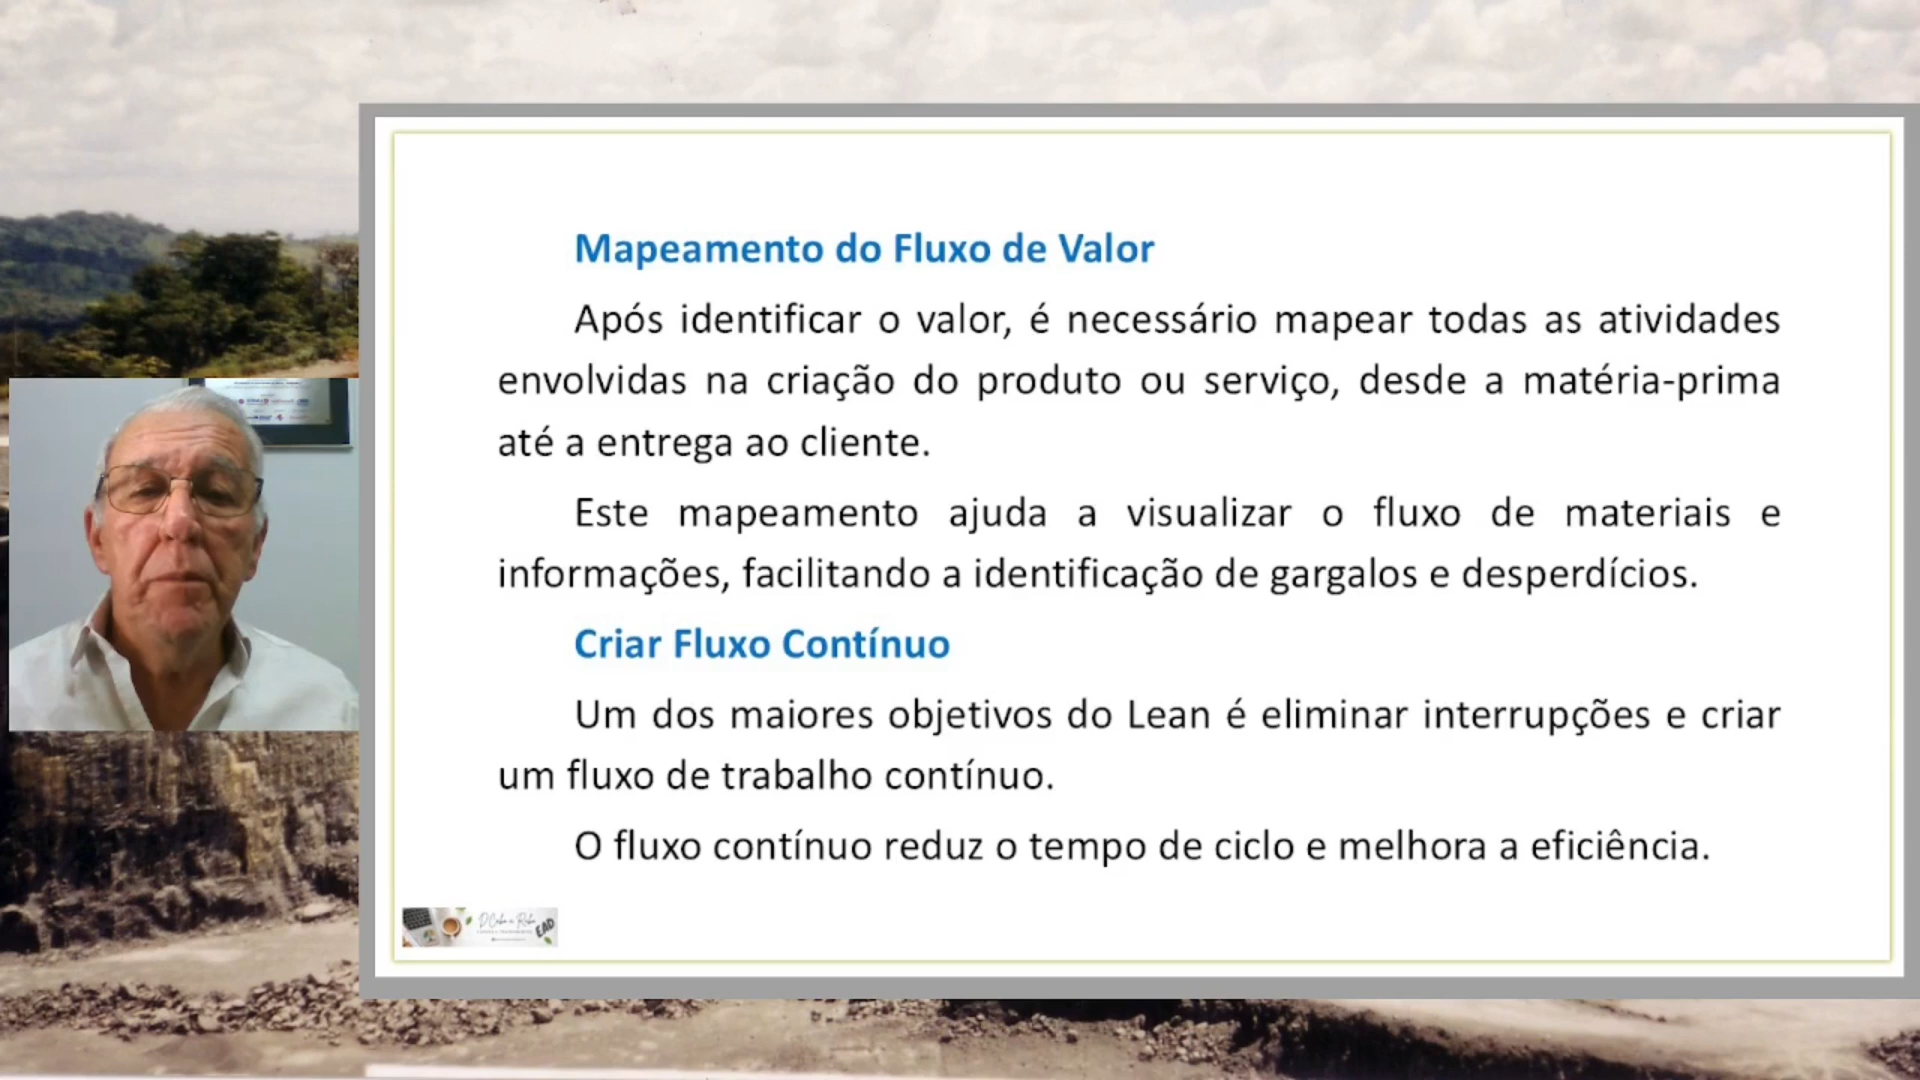 Mapeamento do Fluxo de Valor
Após identificar o valor, é necessário mapear todas as atividades
envolvidas na criação do produto ou serviço, desde a matéria-prima
até a entrega ao cliente.
Este mapeamento ajuda a visualizar o fluxo de materiais e
informações, facilitando a identificação de gargalos e desperdícios.
Criar Fluxo Contínuo
Um dos maiores objetivos do Lean é eliminar interrupções e criar
um fluxo de trabalho contínuo.
O fluxo contínuo reduz o tempo de ciclo e melhora a eficiência.
EAD